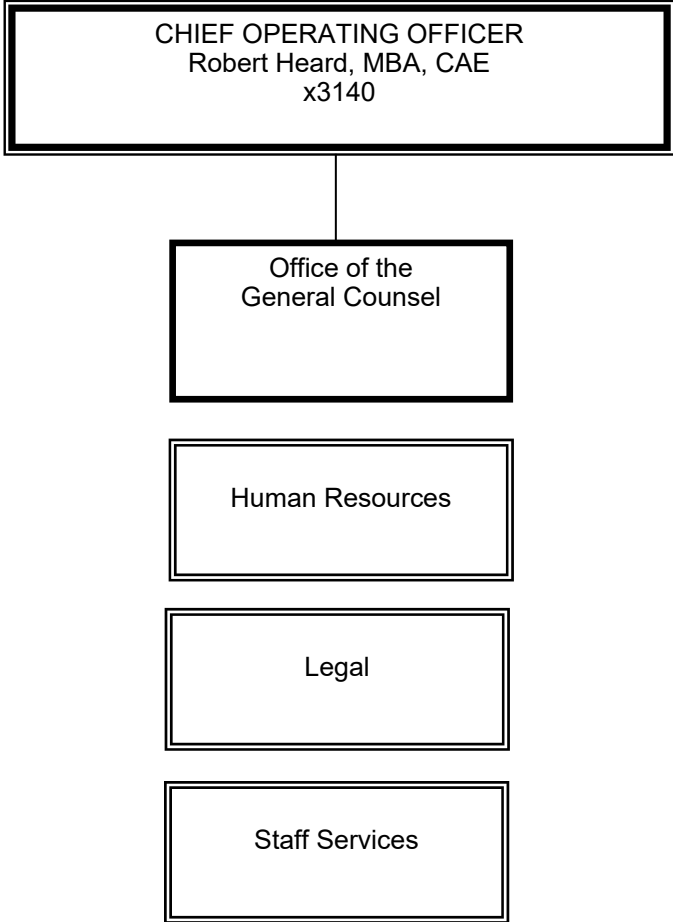 CHIEF OPERATING OFFICER
Robert Heard, MBA, CAE
x3140
Office of the
General Counsel
Human Resources
Legal
Staff Services